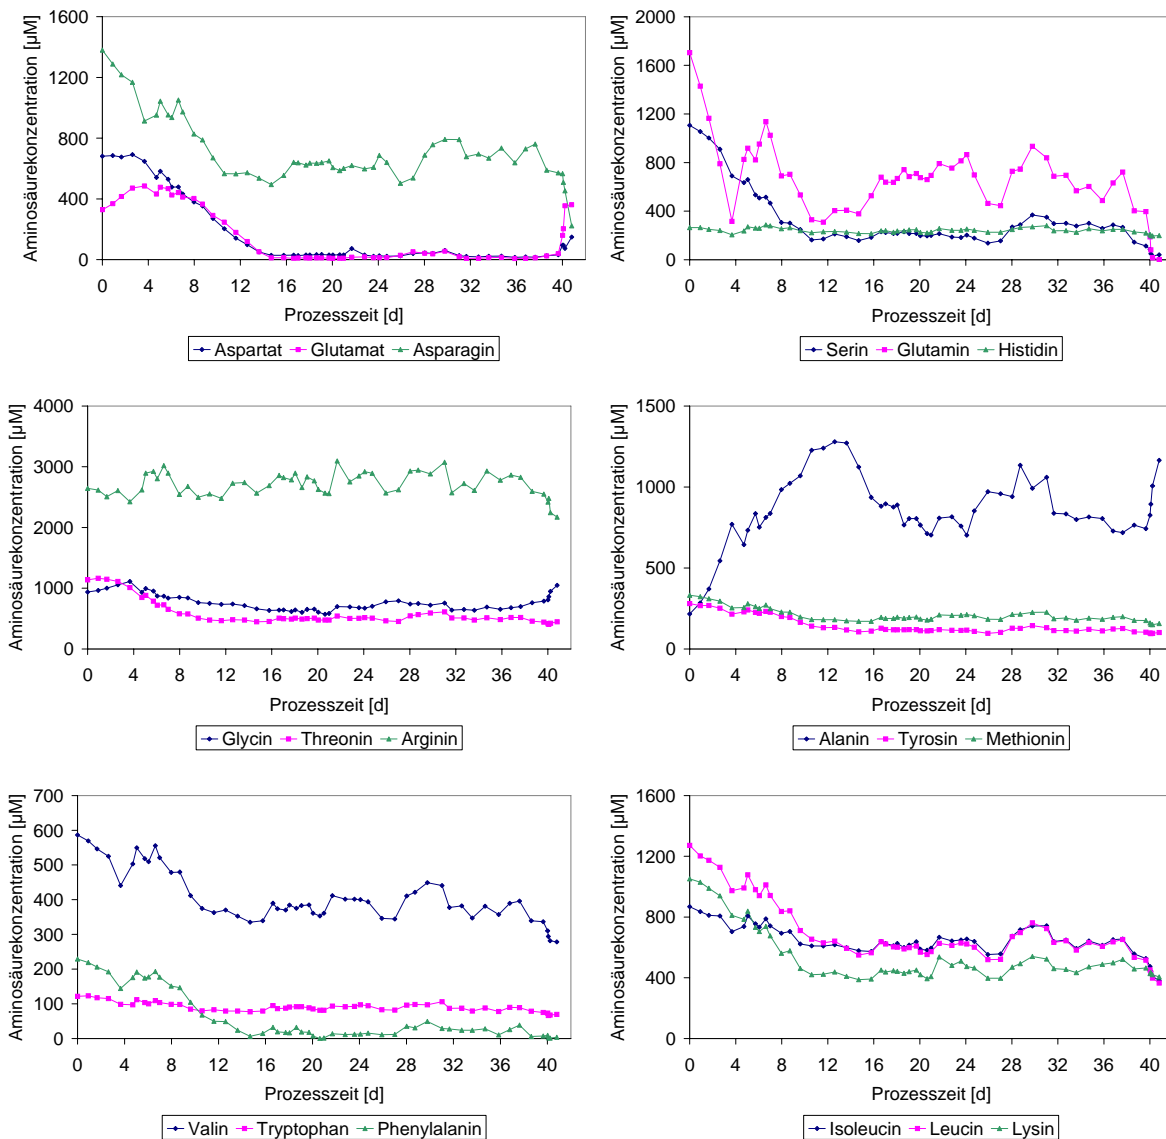 Aminosäurekonzentration [µM]
1600
1200
800
400
0
0 4 8 12 16 20 24 28 32 36 40
Prozesszeit [d]
Aspartat Glutamat Asparagin
Aminosäurekonzentration [µM]
2000
1600
1200
800
400
0
0 4 8 12 16 20 24 28 32 36 40
Prozesszeit [d]
Serin Glutamin Histidin
Aminosäurekonzentration [µM]
4000
3000
2000
1000
0
0 4 8 12 16 20 24 28 32 36 40
Prozesszeit [d]
Glycin Threonin Arginin
Aminosäurekonzentration [µM]
1500
1000
500
0
0 4 8 12 16 20 24 28 32 36 40
Prozesszeit [d]
Alanin Tyrosin Methionin
Aminosäurekonzentration [µM]
700
600
500
400
300
200
100
0
0 4 8 12 16 20 24 28 32 36 40
Prozesszeit [d]
Valin Tryptophan Phenylalanin
Aminosäurekonzentration [µM]
1600
1200
800
400
0
0 4 8 12 16 20 24 28 32 36 40
Prozesszeit [d]
Isoleucin Leucin Lysin